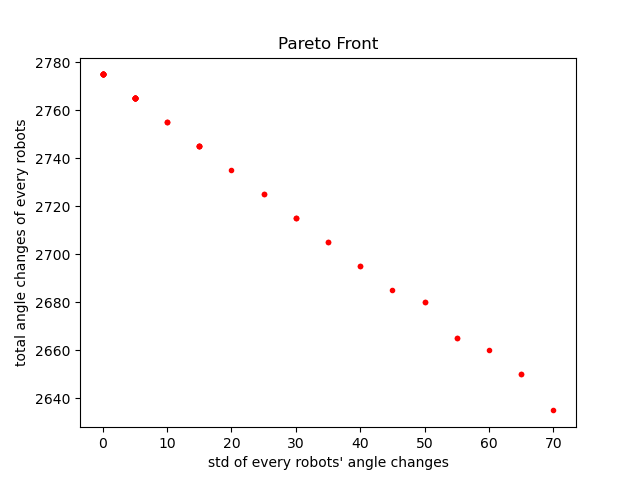 Pareto Front
2780
2760
2740
2720
2700
2680
2660
2640
total angle changes of every robots
0 10 20 30 40 50 60 70
std of every robots' angle changes